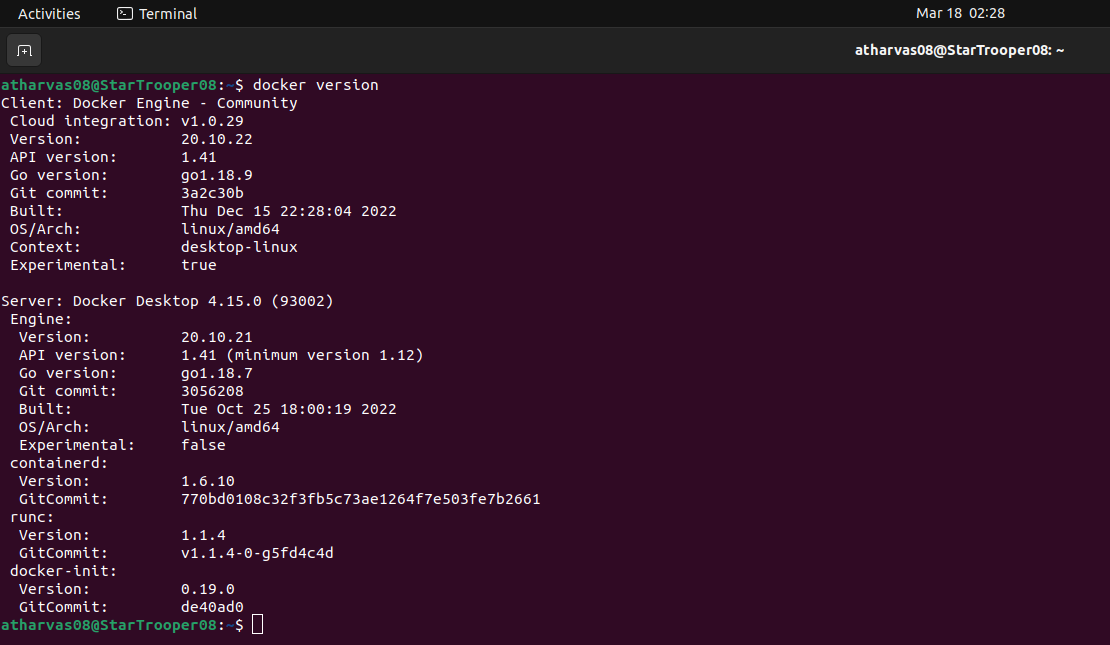 Activities Terminal Mar 18 02:28
atharvas08@StarTrooper08: ~
atharvas08@StarTrooper08:~$ docker version
Client: Docker Engine - Community
 Cloud integration: v1.0.29
 Version:           20.10.22
 API version:       1.41
 Go version:        go1.18.9
 Git commit:        3a2c30b
 Built:             Thu Dec 15 22:28:04 2022
 OS/Arch:           linux/amd64
 Context:           desktop-linux
 Experimental:      true

Server: Docker Desktop 4.15.0 (93002)
 Engine:
  Version:          20.10.21
  API version:      1.41 (minimum version 1.12)
  Go version:       go1.18.7
  Git commit:       3056208
  Built:            Tue Oct 25 18:00:19 2022
  OS/Arch:          linux/amd64
  Experimental:     false
 containerd:
  Version:          1.6.10
  GitCommit:        770bd0108c32f3fb5c73ae1264f7e503fe7b2661
 runc:
  Version:          1.1.4
  GitCommit:        v1.1.4-0-g5fd4c4d
 docker-init:
  Version:          0.19.0
  GitCommit:        de40ad0
atharvas08@StarTrooper08:~$